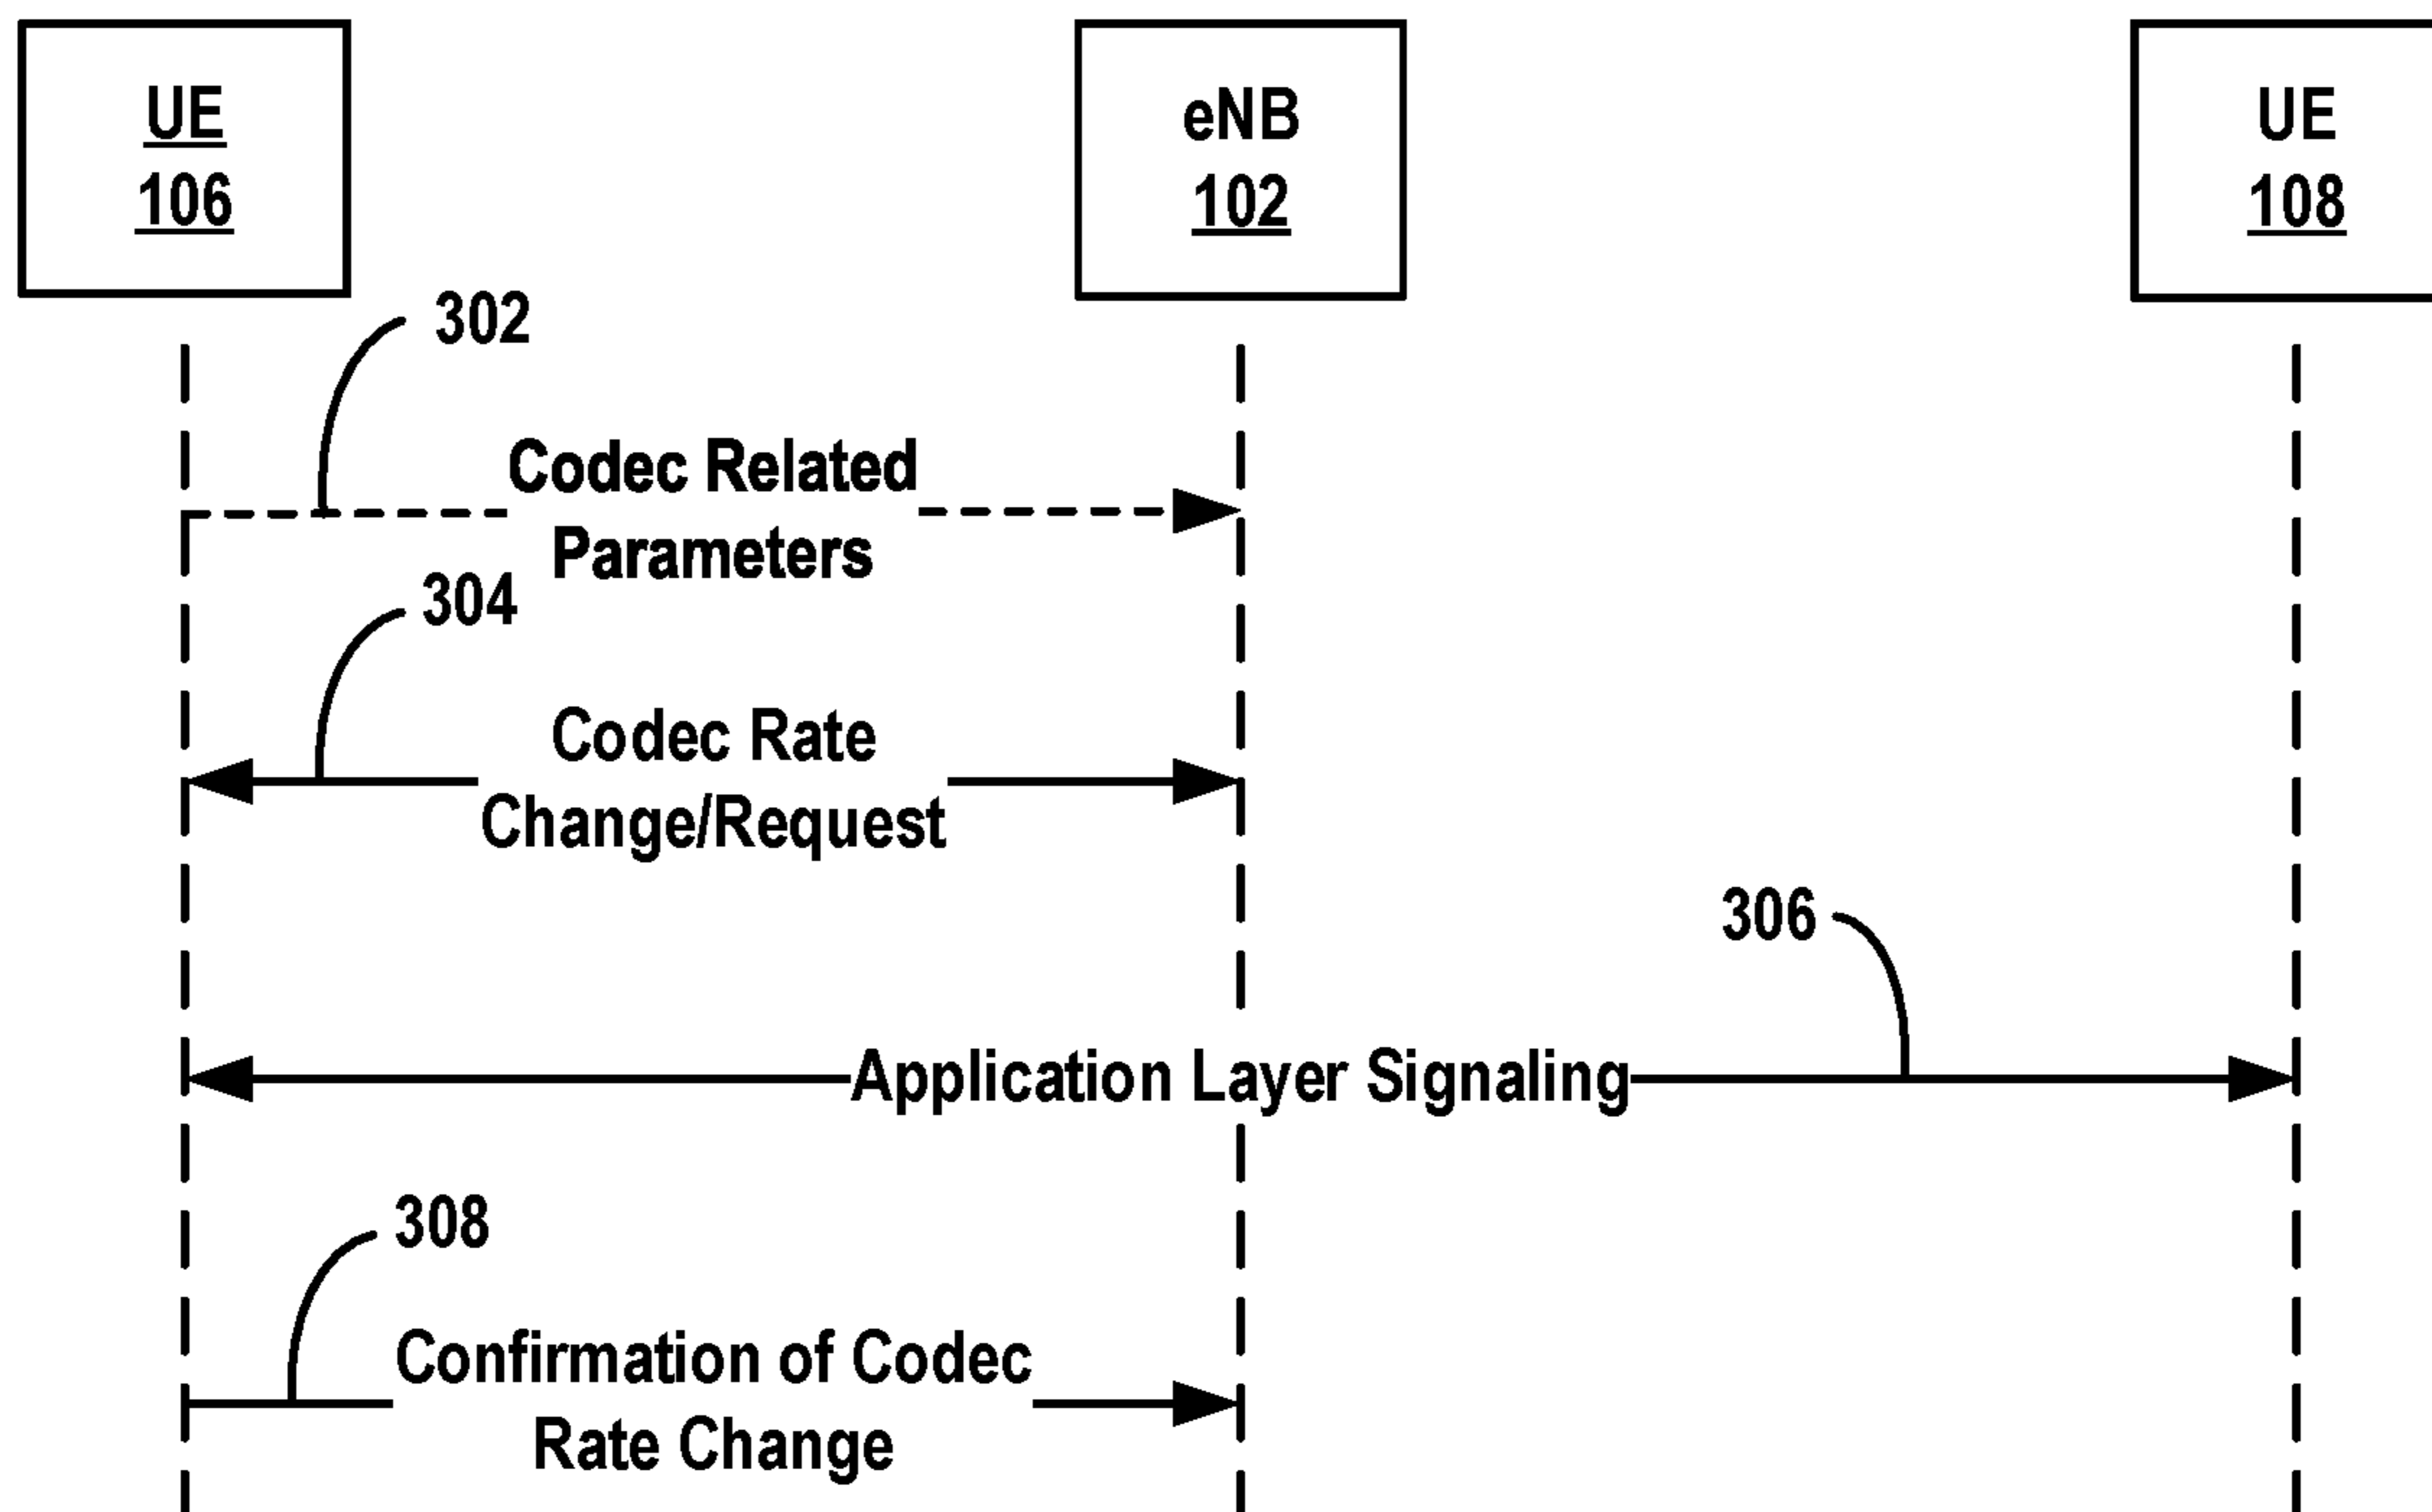 UE
106
eNB
102
UE
108
302
Codec Related
Parameters
304
Codec Rate
Change/Request
306
Application Layer Signaling
308
Confirmation of Codec
Rate Change